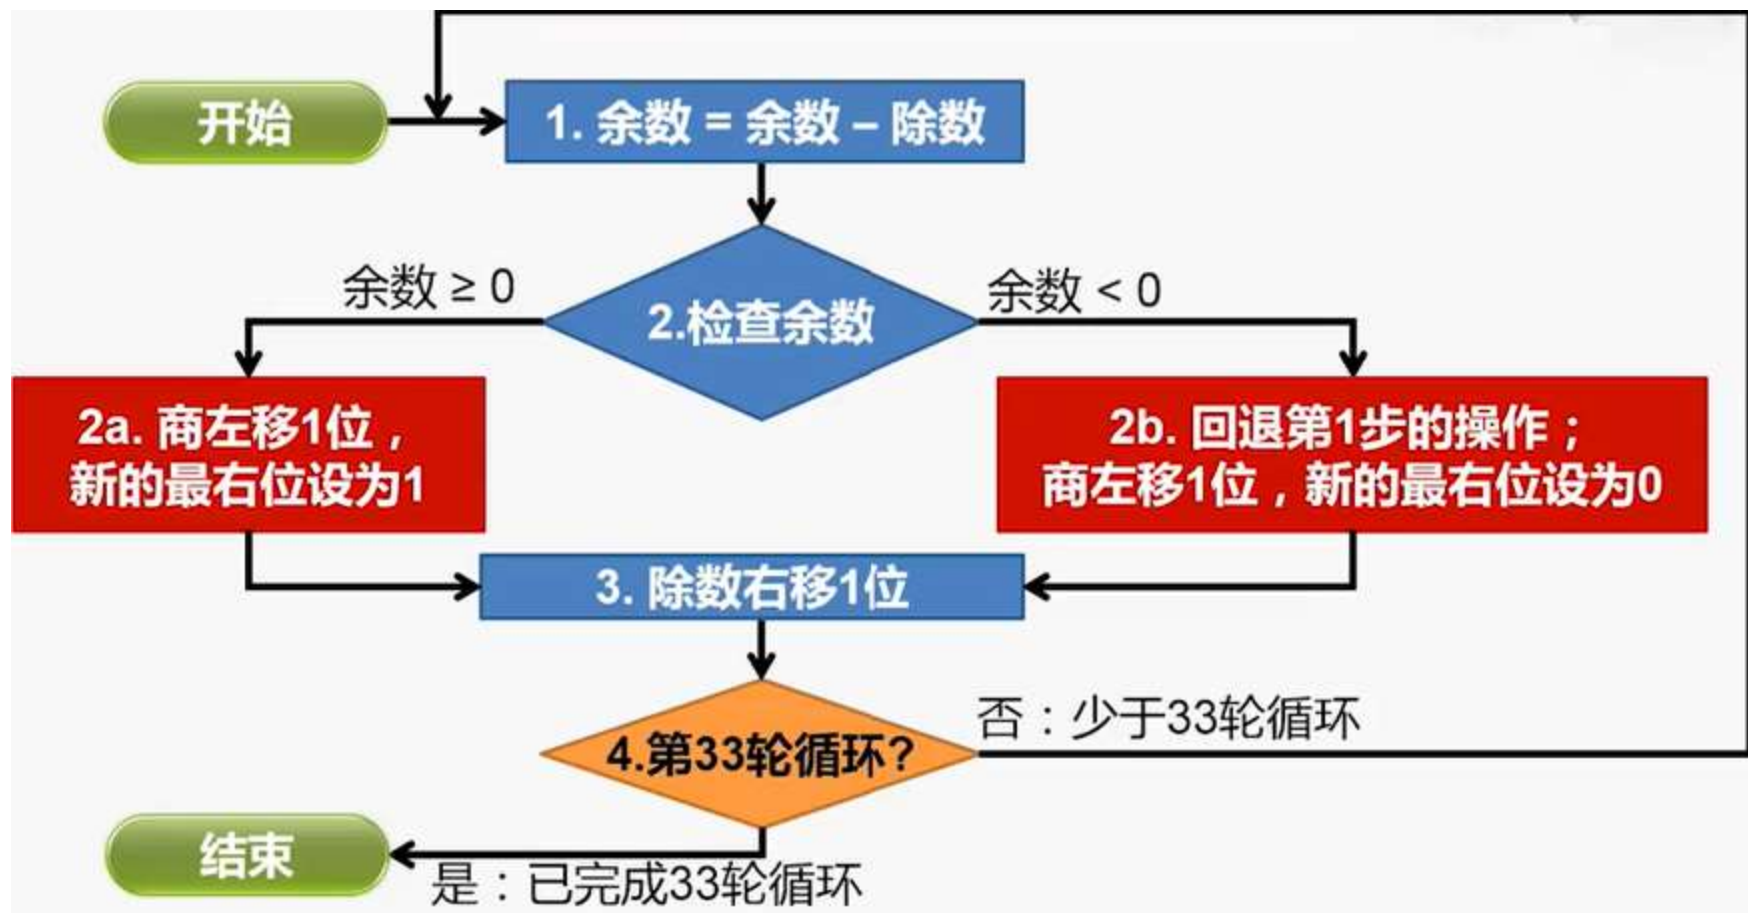 开始
1. 余数 = 余数 – 除数
余数 ≥ 0
余数 < 0
2.检查余数
2a. 商左移1位，
新的最右位设为1
2b. 回退第1步的操作；
商左移1位，新的最右位设为0
3. 除数右移1位
4.第33轮循环?
否：少于33轮循环
结束
是：已完成33轮循环